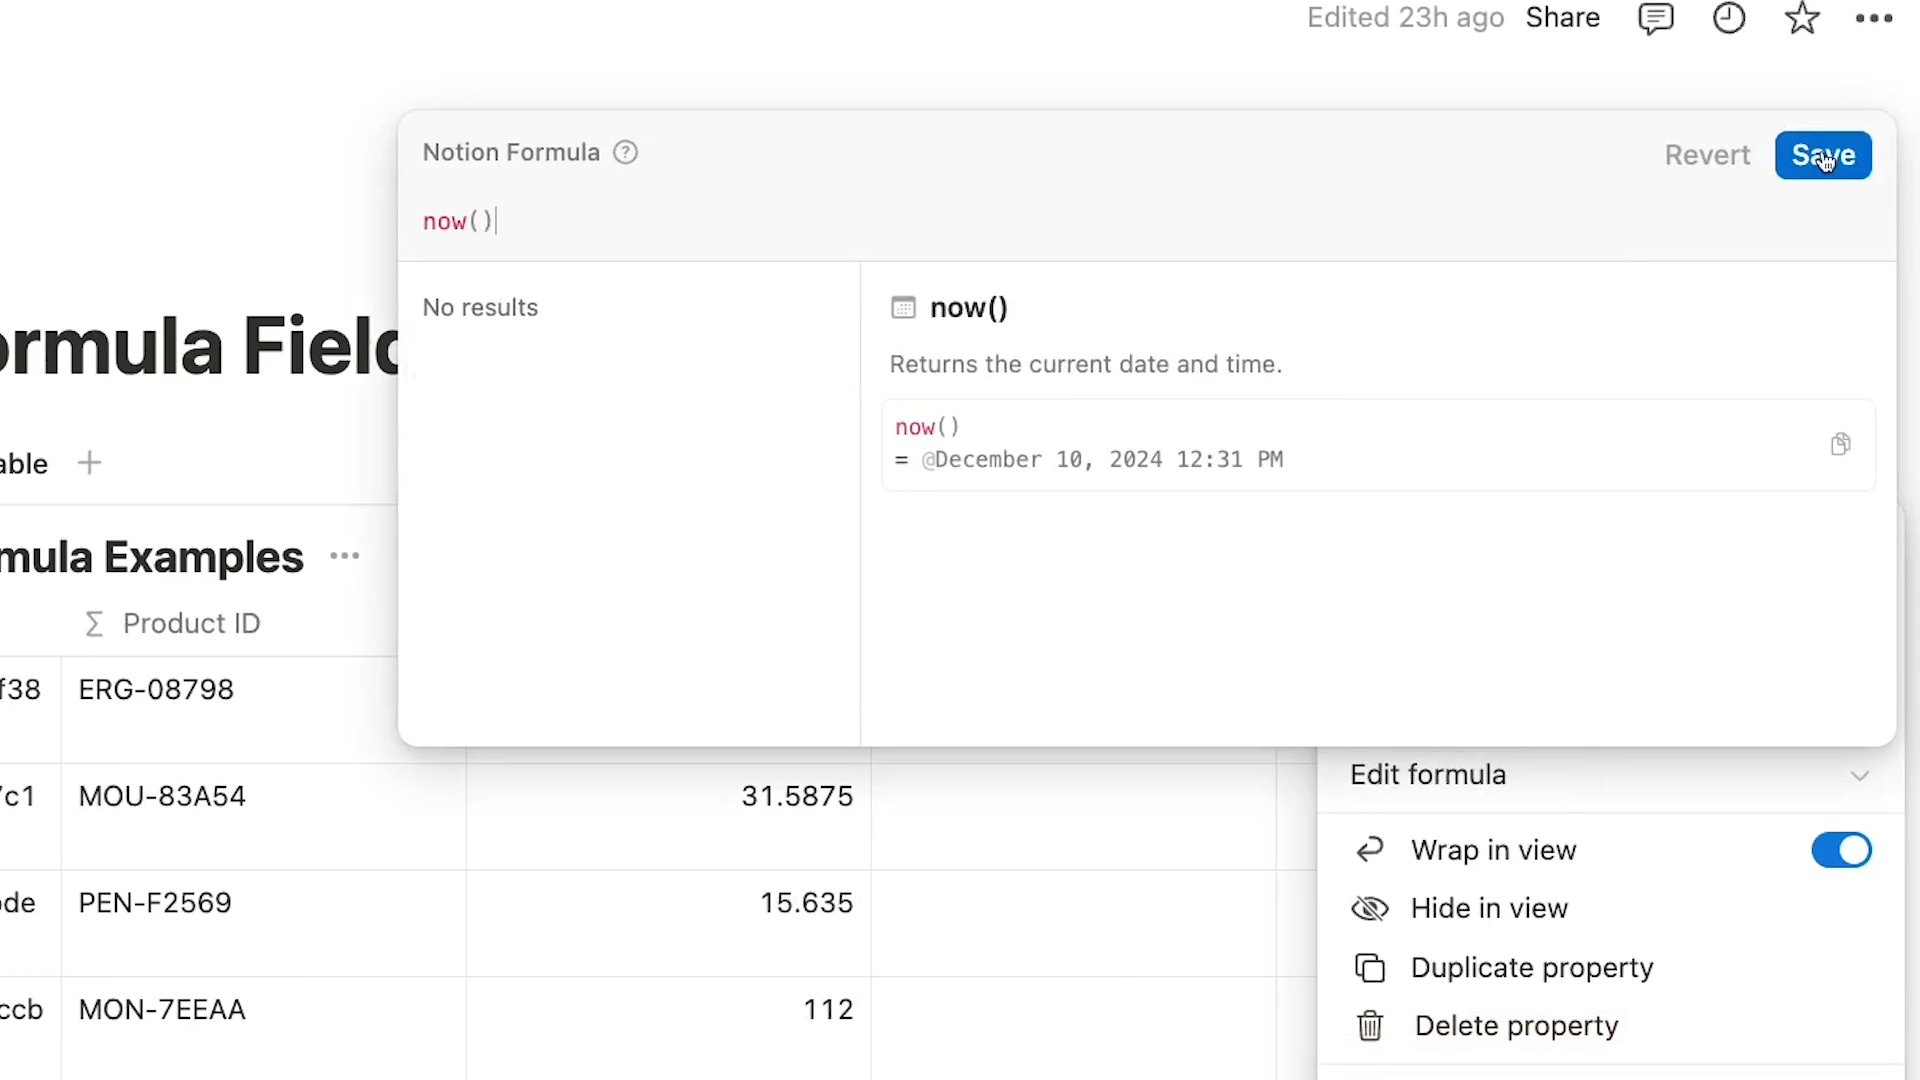 Edited 23h ago Share
Notion Formula ?
Revert Save
now()
No results
now()
Returns the current date and time.
now()
= @December 10, 2024 12:31 PM
ormula Field
able +
mula Examples
Σ Product ID
f38 ERG-08798
7c1 MOU-83A54 31.5875
ode PEN-F2569 15.635
ccb MON-7EEAA 112
Edit formula
Wrap in view
Hide in view
Duplicate property
Delete property